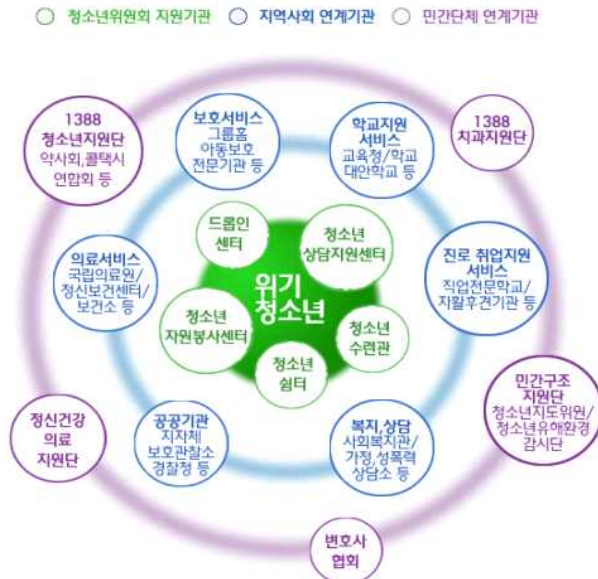 청소년위원회 지원기관
지역사회 연계기관
민간단체 연계기관
1388
청소년지원단
약사회,콜택시
연합회 등
보호서비스
그룹홈
아동보호
전문기관 등
학교지원
서비스
교육청/학교
대안학교 등
1388
치과지원단
드롭인
센터
청소년
상담지원센터
의료서비스
국립의료원/
정신보건센터/
보건소 등
위기
청소년
진로 취업지원
서비스
직업전문학교/
자활후견기관 등
청소년
자원봉사센터
청소년
수련관
청소년
쉼터
정신건강
의료
지원단
공공기관
지자체
보호관찰소
경찰청 등
복지,상담
사회복지관/
가정,성폭력
상담소 등
민간구조
지원단
청소년지도위원/
청소년유해환경
감시단
변호사
협회